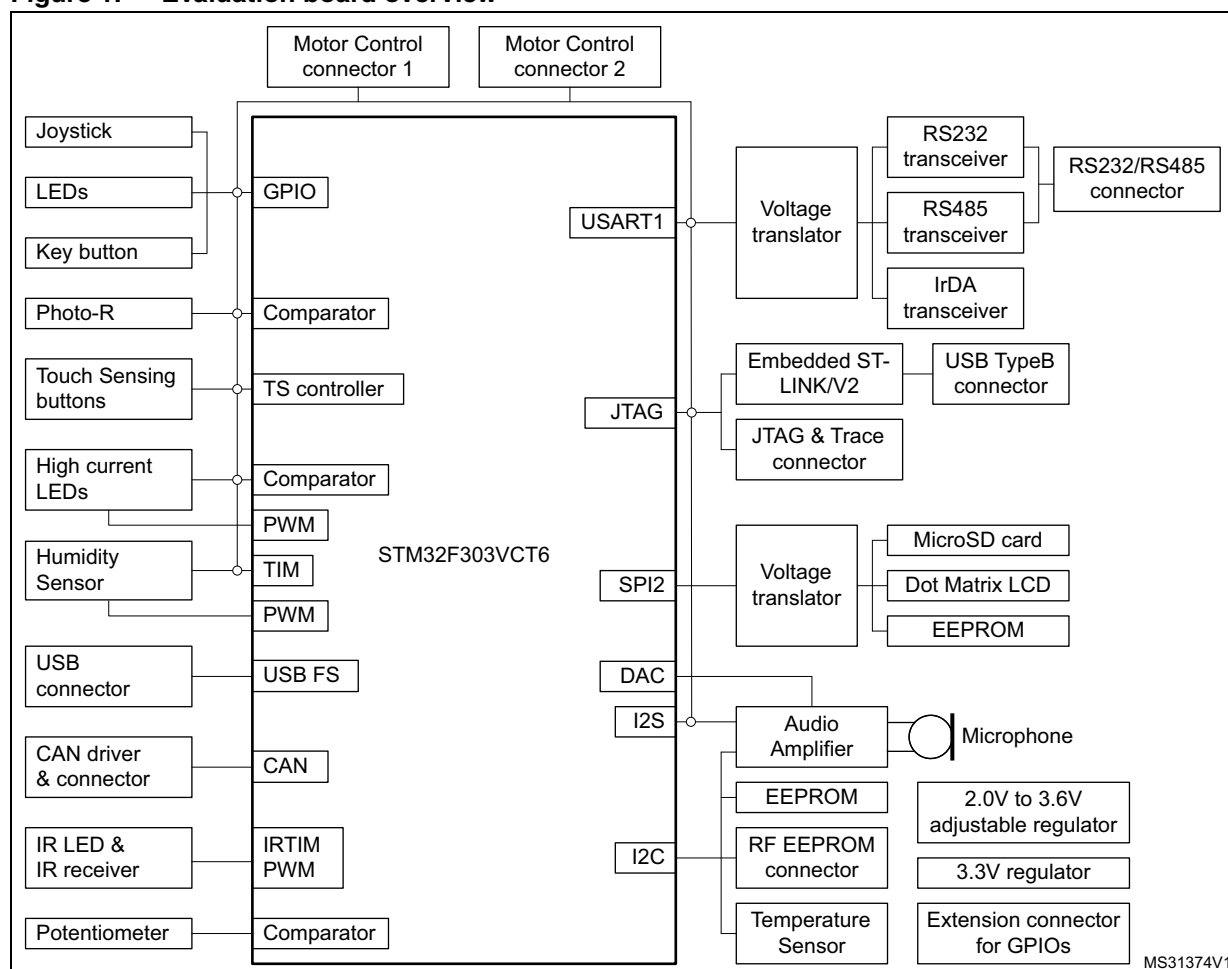 Motor Control
connector 1
Motor Control
connector 2
Joystick
LEDs
Key button
Photo-R
Touch Sensing
buttons
High current
LEDs
Humidity
Sensor
USB
connector
CAN driver
& connector
IR LED &
IR receiver
Potentiometer
GPIO
Comparator
TS controller
Comparator
PWM
TIM
PWM
USB FS
CAN
IRTIM
PWM
Comparator
STM32F303VCT6
USART1
JTAG
SPI2
DAC
I2S
I2C
Voltage
translator
RS232
transceiver
RS485
transceiver
IrDA
transceiver
RS232/RS485
connector
Embedded ST-
LINK/V2
USB TypeB
connector
JTAG & Trace
connector
Voltage
translator
MicroSD card
Dot Matrix LCD
EEPROM
Audio
Amplifier
Microphone
EEPROM
RF EEPROM
connector
Temperature
Sensor
2.0V to 3.6V
adjustable regulator
3.3V regulator
Extension connector
for GPIOs
MS31374V1